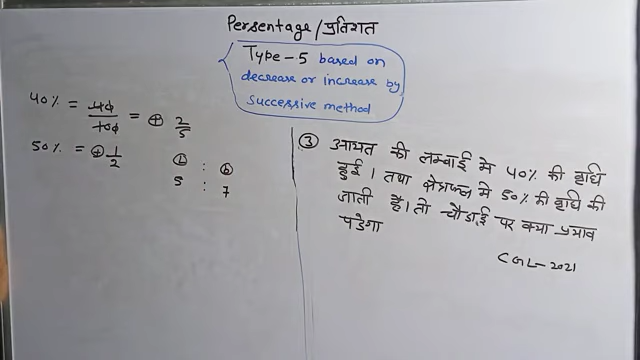 Persentage/प्रतिशत
Type-5 based on
decrease or increase by
successive method
40% = 40/100 = ⊕ 2/5
50% = ⊕ 1/2
Ⓛ : ⓑ
5 : 7
③ आयत की लम्बाई मे 40% की वृधि
हुई। तथा क्षेत्रफल मे 50% की वृधि की
जाती है। तो चौडाई पर क्या प्रभाव
पडेगा
CGL-2021